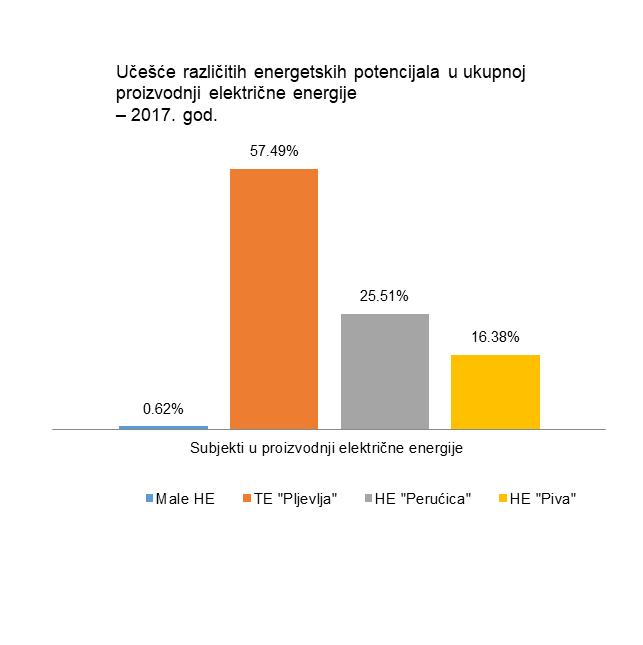 Učešće različitih energetskih potencijala u ukupnoj
proizvodnji električne energije
– 2017. god.
57.49%
25.51%
16.38%
0.62%
Subjekti u proizvodnji električne energije
Male HE
TE "Pljevlja"
HE "Perućica"
HE "Piva"